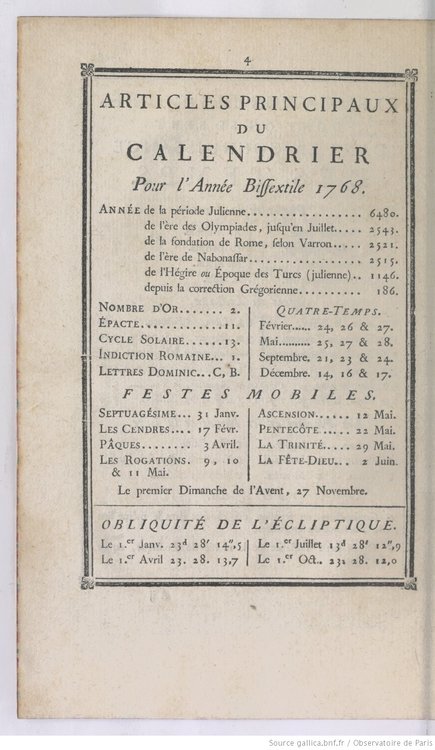 4
ARTICLES PRINCIPAUX
DU
CALENDRIER
Pour l'Année Bissextile 1768.
ANNÉE de la période Julienne................. 6480.
de l'ère des Olympiades, jusqu'en Juillet..... 2543.
de la fondation de Rome, selon Varron..... 2521.
de l'ère de Nabonassar................. 2515.
de l'Hégire ou Époque des Turcs (julienne).. 1146.
depuis la correction Grégorienne.......... 186.
NOMBRE D'OR....... 2.
ÉPACTE............ 11.
CYCLE SOLAIRE..... 13.
INDICTION ROMAINE... 1.
LETTRES DOMINIC... C, B.
QUATRE-TEMPS.
Février...... 24, 26 & 27.
Mai.......... 25, 27 & 28.
Septembre. 21, 23 & 24.
Décembre. 14, 16 & 17.
FESTES MOBILES.
SEPTUAGÉSIME... 31 Janv.
LES CENDRES.... 17 Févr.
PÂQUES........ 3 Avril.
LES ROGATIONS. 9, 10
& 11 Mai.
ASCENSION...... 12 Mai.
PENTECÔTE ..... 22 Mai.
LA TRINITÉ..... 29 Mai.
LA FÊTE-DIEU... 2 Juin.
Le premier Dimanche de l'Avent, 27 Novembre.
OBLIQUITÉ DE L'ÉCLIPTIQUE.
Le 1.er Janv. 23d 28' 14",5
Le 1.er Avril 23. 28. 13,7
Le 1.er Juillet 13d 28' 12",9
Le 1.er Oct.. 23. 28. 12,0
Source gallica.bnf.fr / Observatoire de Paris